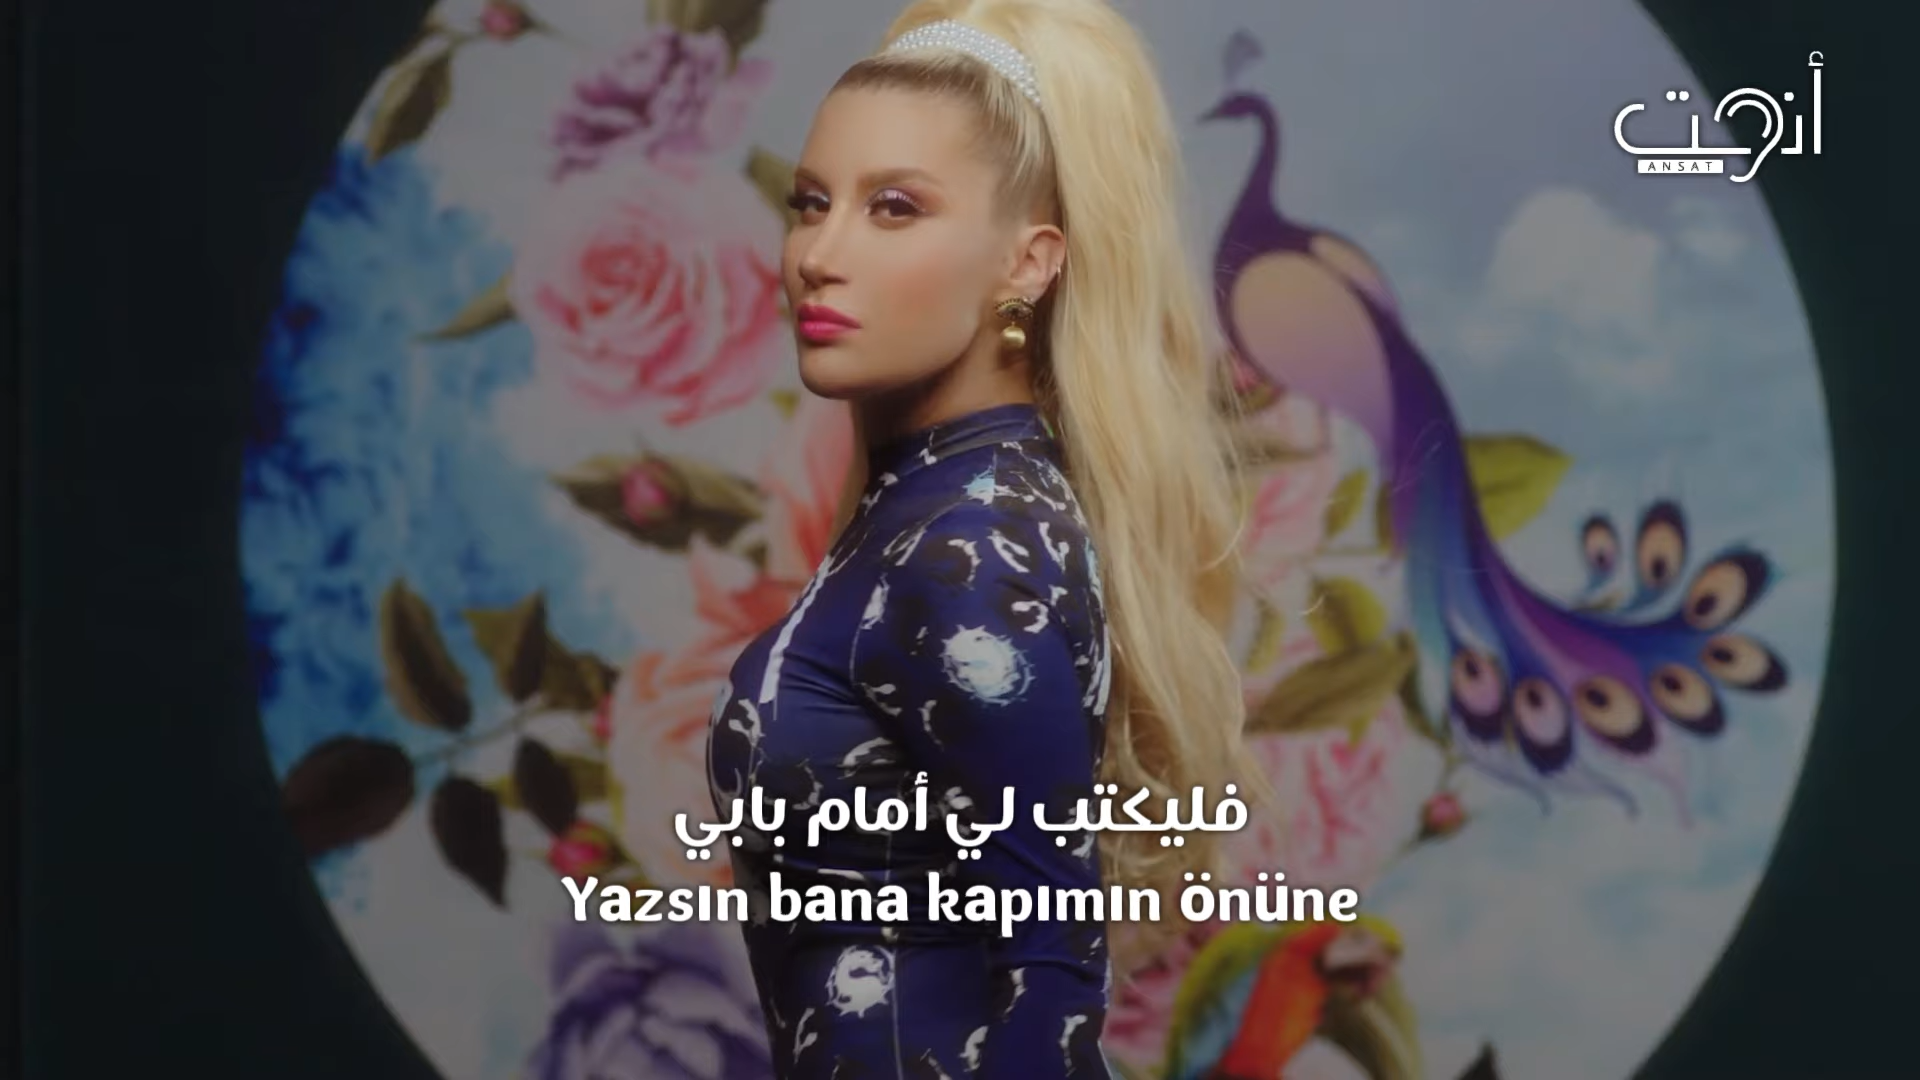 أنصت
ANSAT
فليكتب لي أمام بابي
Yazsın bana kapımın önüne